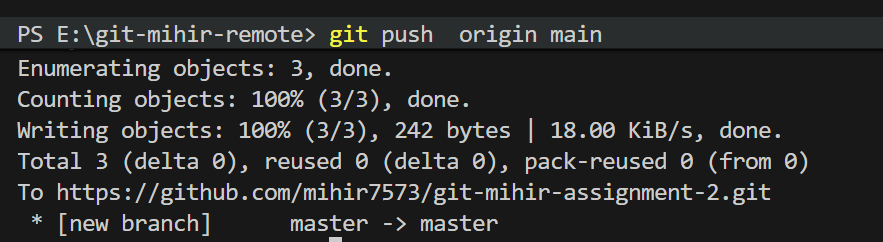 PS E:\git-mihir-remote> git push  origin main
Enumerating objects: 3, done.
Counting objects: 100% (3/3), done.
Writing objects: 100% (3/3), 242 bytes | 18.00 KiB/s, done.
Total 3 (delta 0), reused 0 (delta 0), pack-reused 0 (from 0)
To https://github.com/mihir7573/git-mihir-assignment-2.git
 * [new branch]      master -> master